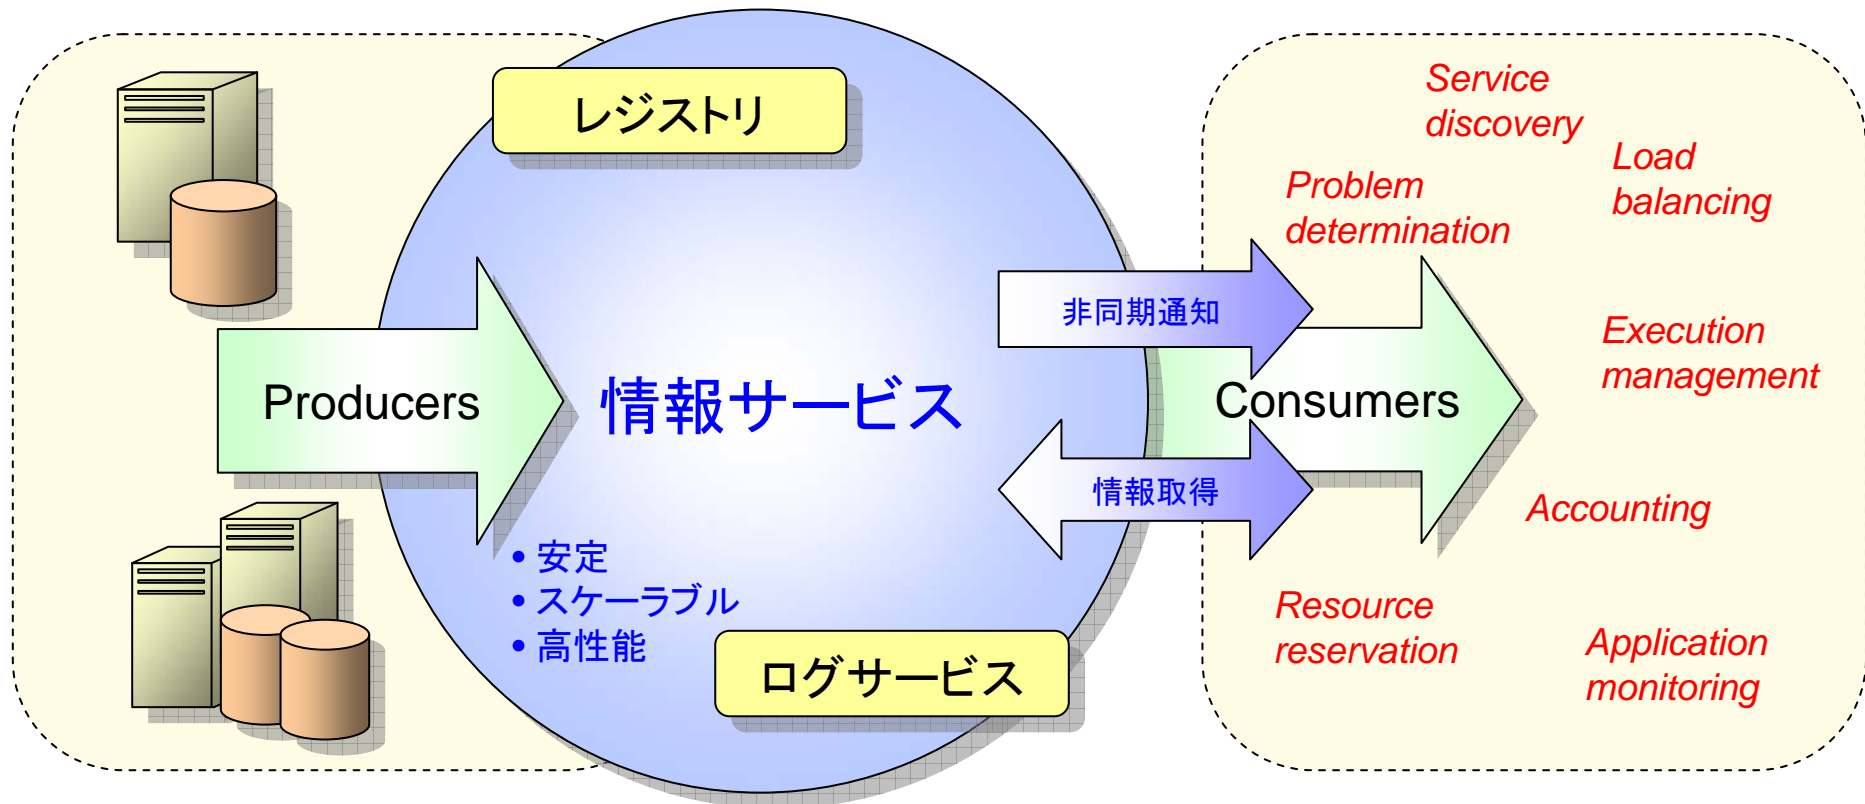 レジストリ
Producers
情報サービス
• 安定
• スケーラブル
• 高性能
ログサービス
非同期通知
情報取得
Consumers
Service
discovery
Load
balancing
Problem
determination
Execution
management
Accounting
Resource
reservation
Application
monitoring